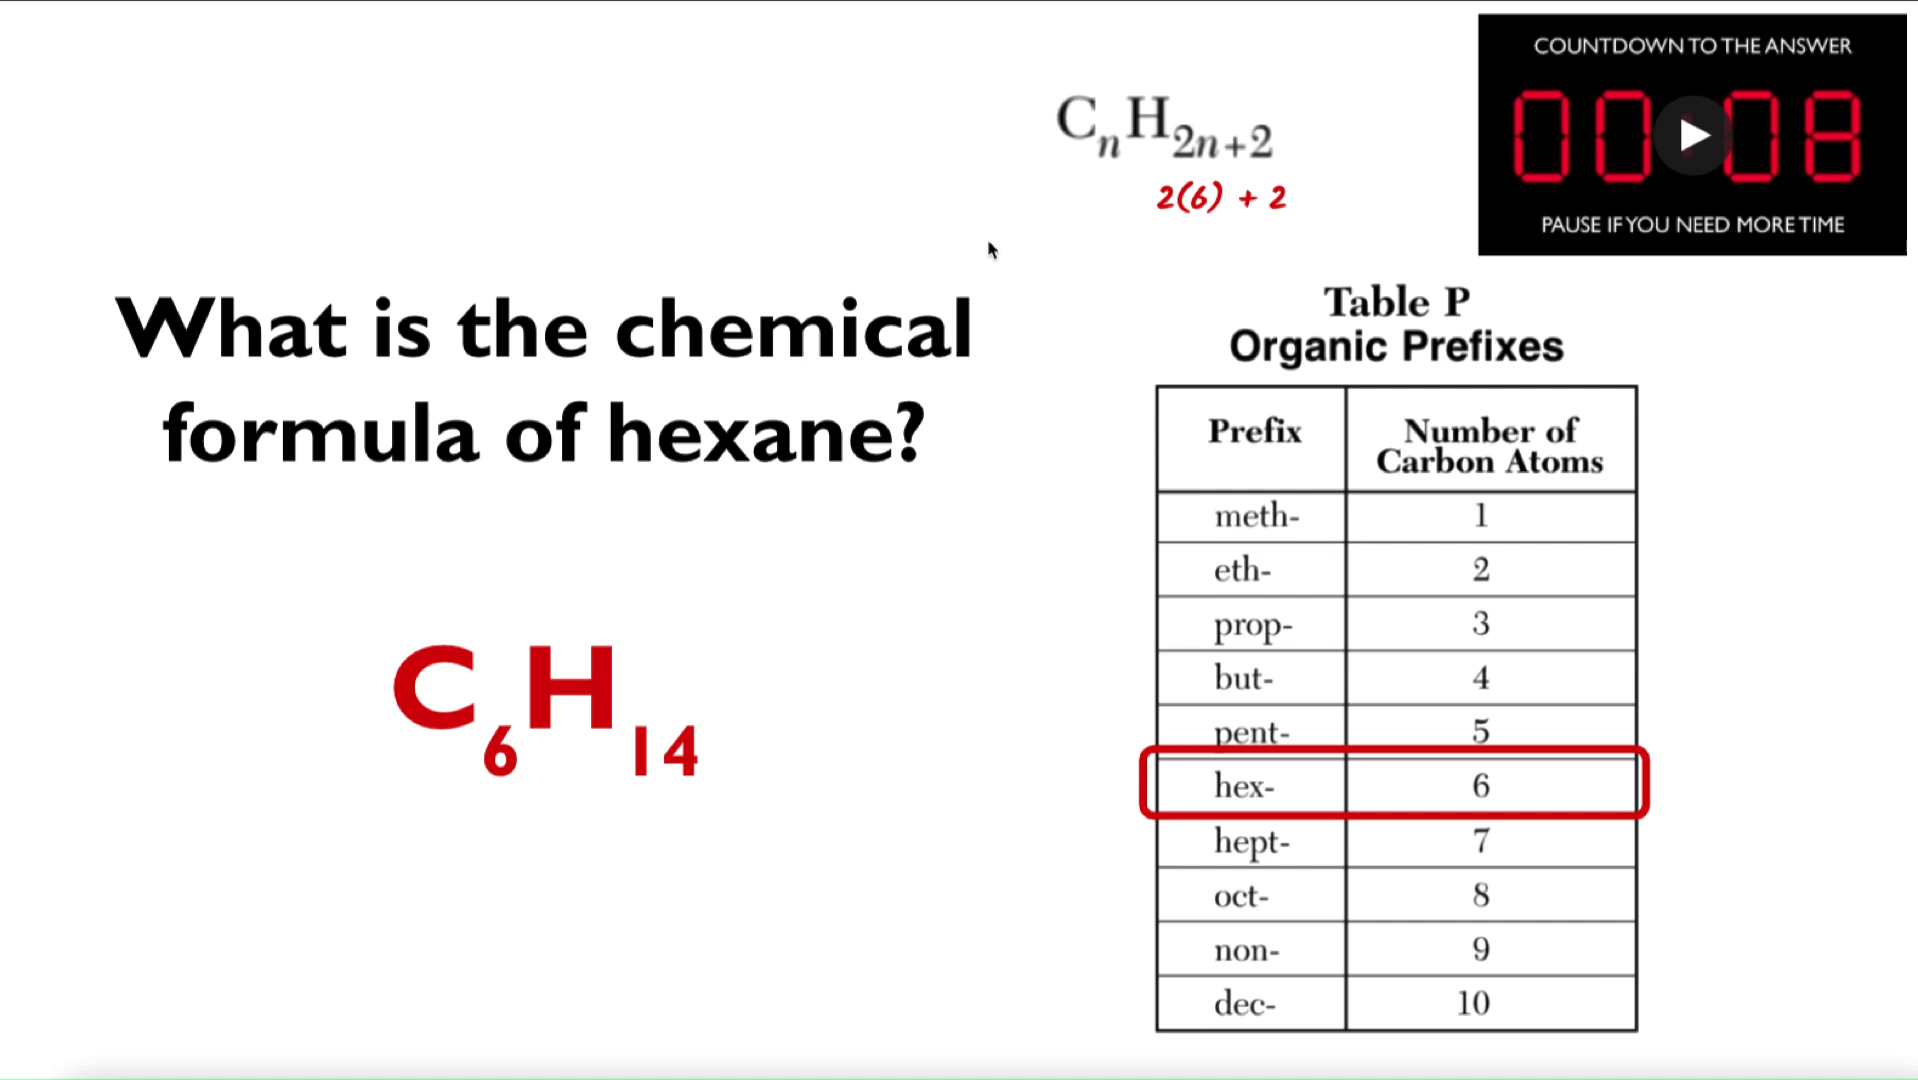 COUNTDOWN TO THE ANSWER
00:08
PAUSE IF YOU NEED MORE TIME
CₙH₂ₙ₊₂
2(6) + 2
What is the chemical
formula of hexane?
C₆H₁₄
Table P
Organic Prefixes
Prefix Number of
Carbon Atoms
meth- 1
eth- 2
prop- 3
but- 4
pent- 5
hex- 6
hept- 7
oct- 8
non- 9
dec- 10